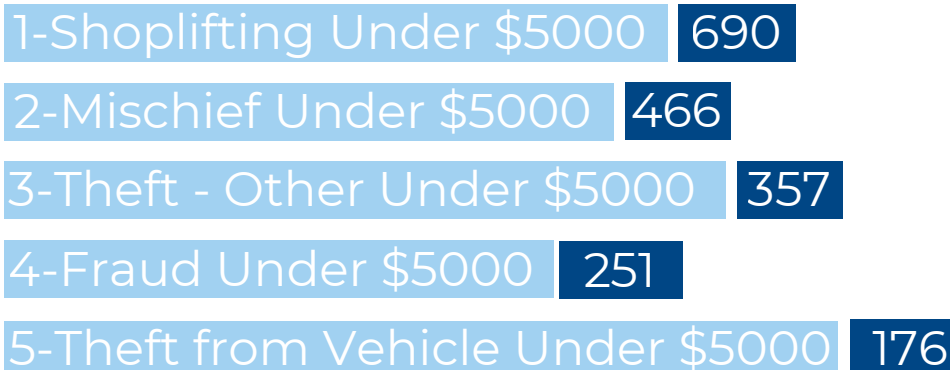 1-Shoplifting Under $5000 690
2-Mischief Under $5000 466
3-Theft - Other Under $5000 357
4-Fraud Under $5000 251
5-Theft from Vehicle Under $5000 176